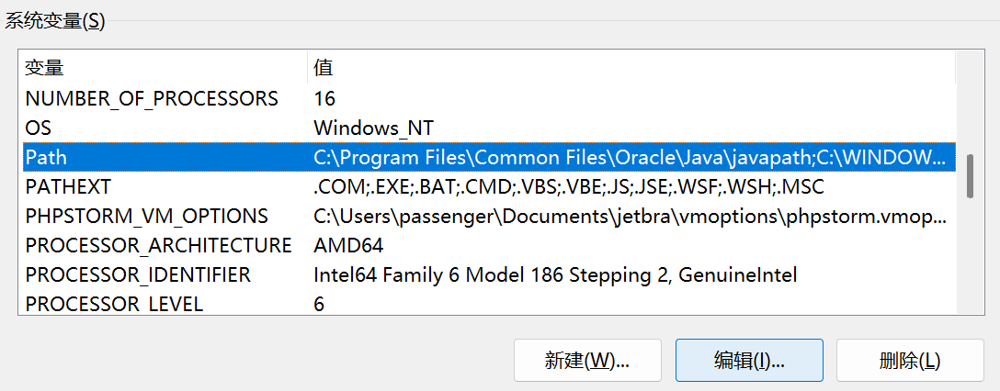 系统变量(S)
变量 值
NUMBER_OF_PROCESSORS 16
OS Windows_NT
Path C:\Program Files\Common Files\Oracle\Java\javapath;C:\WINDOW...
PATHEXT .COM;.EXE;.BAT;.CMD;.VBS;.VBE;.JS;.JSE;.WSF;.WSH;.MSC
PHPSTORM_VM_OPTIONS C:\Users\passenger\Documents\jetbra\vmoptions\phpstorm.vmop...
PROCESSOR_ARCHITECTURE AMD64
PROCESSOR_IDENTIFIER Intel64 Family 6 Model 186 Stepping 2, GenuineIntel
PROCESSOR_LEVEL 6
新建(W)... 编辑(I)... 删除(L)